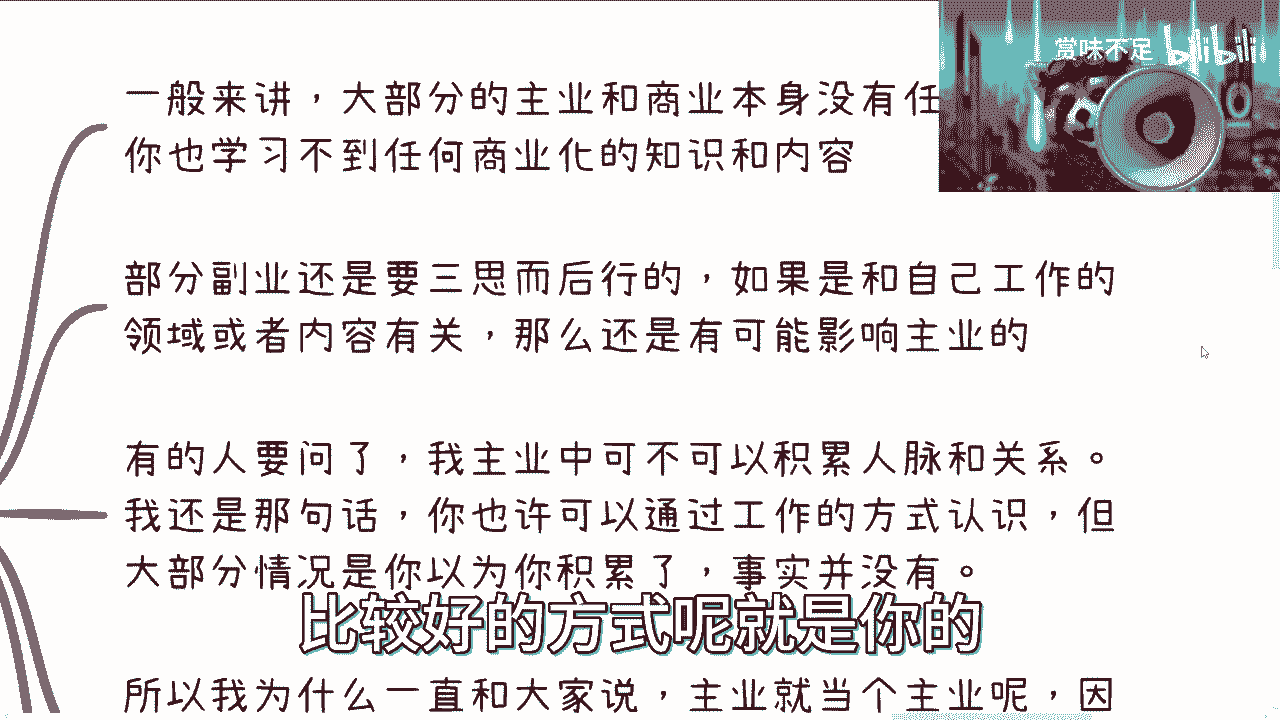 赏味不足 bilibili
一般来讲，大部分的主业和商业本身没有任
你也学习不到任何商业化的知识和内容
部分副业还是要三思而后行的，如果是和自己工作的
领域或者内容有关，那么还是有可能影响主业的
有的人要问了，我主业中可不可以积累人脉和关系。
我还是那句话，你也许可以通过工作的方式认识，但
大部分情况是你以为你积累了，事实并没有。
比较好的方式呢就是你的
所以我为什么一直和大家说，主业就当个主业呢，因